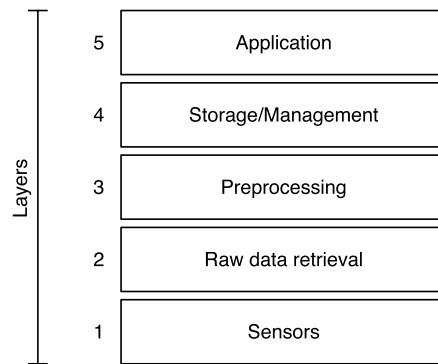 Layers
5 Application
4 Storage/Management
3 Preprocessing
2 Raw data retrieval
1 Sensors